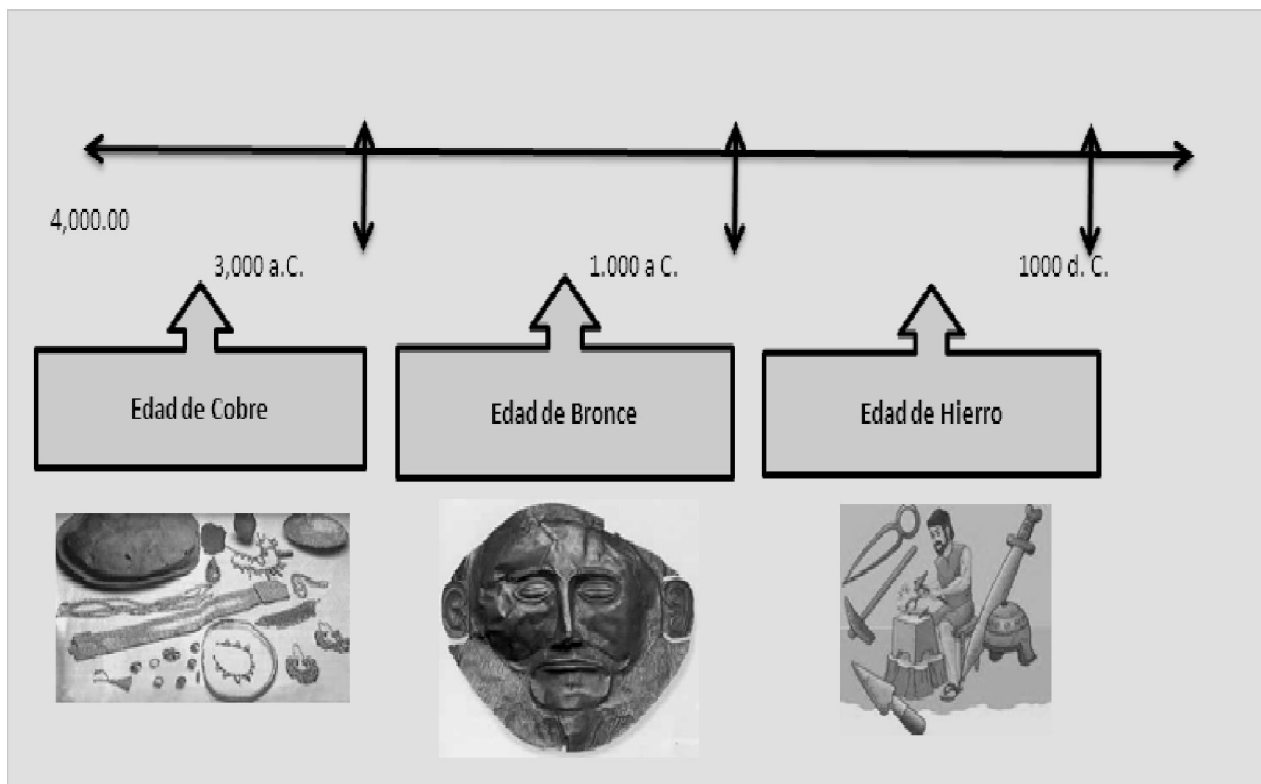 4,000.00
3,000 a.C.
1.000 a C.
1000 d. C.
Edad de Cobre
Edad de Bronce
Edad de Hierro